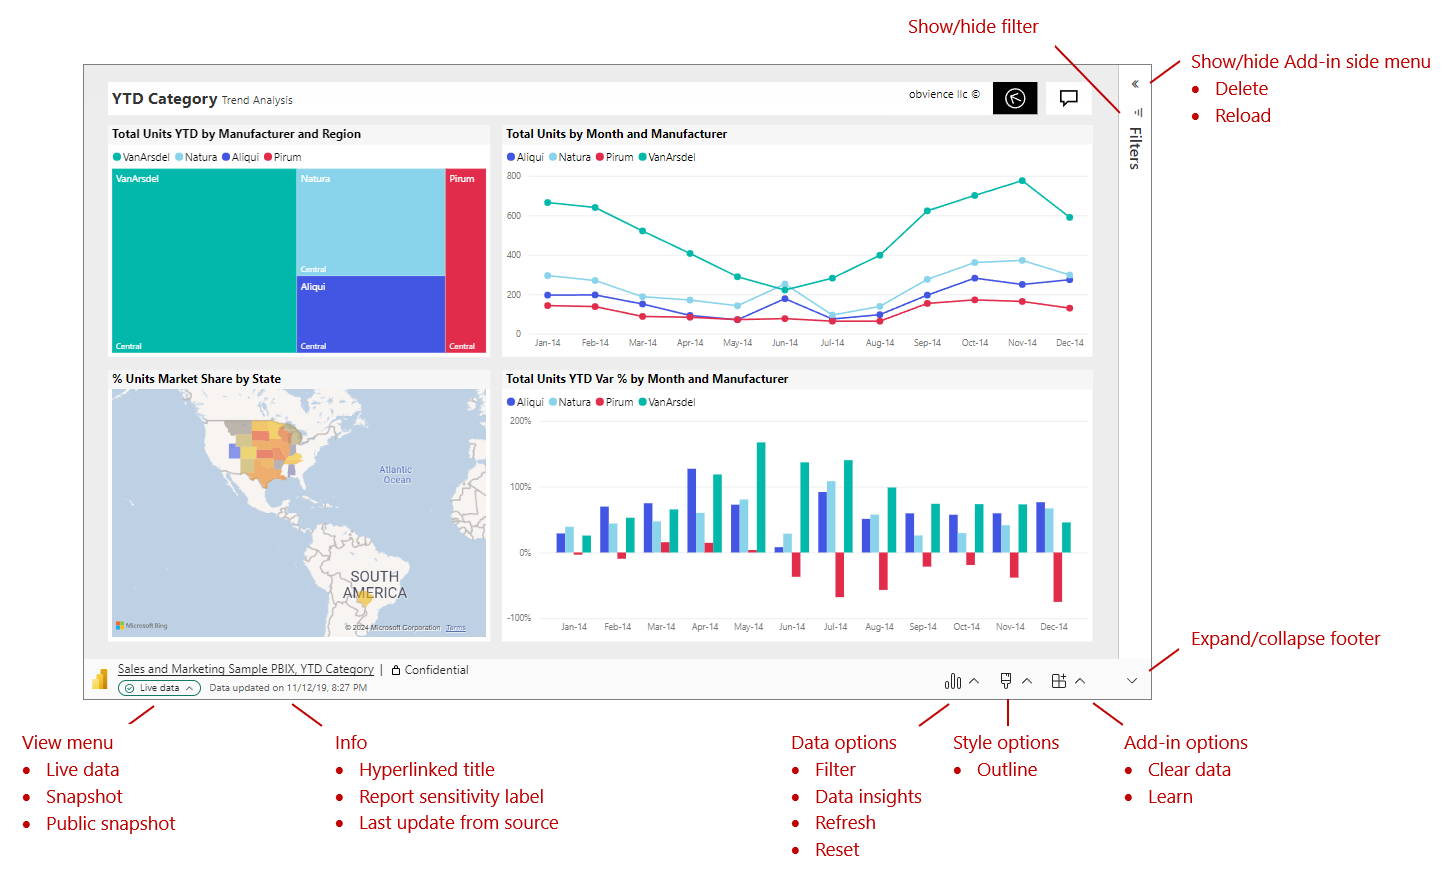 Show/hide filter
Show/hide Add-in side menu
• Delete
• Reload
YTD Category Trend Analysis
obvience llc ©
Filters
Total Units YTD by Manufacturer and Region
VanArsdel Natura Aliqui Pirum
VanArsdel
Natura
Pirum
Central
Aliqui
Central
Central
Central
Total Units by Month and Manufacturer
Aliqui Natura Pirum VanArsdel
800
600
400
200
0
Jan-14 Feb-14 Mar-14 Apr-14 May-14 Jun-14 Jul-14 Aug-14 Sep-14 Oct-14 Nov-14 Dec-14
% Units Market Share by State
Atlantic
Ocean
SOUTH
AMERICA
Microsoft Bing
© 2024 Microsoft Corporation Terms
Total Units YTD Var % by Month and Manufacturer
Aliqui Natura Pirum VanArsdel
200%
100%
0%
-100%
Jan-14 Feb-14 Mar-14 Apr-14 May-14 Jun-14 Jul-14 Aug-14 Sep-14 Oct-14 Nov-14 Dec-14
Sales and Marketing Sample PBIX, YTD Category | Confidential
Live data Data updated on 11/12/19, 8:27 PM
Expand/collapse footer
View menu
• Live data
• Snapshot
• Public snapshot
Info
• Hyperlinked title
• Report sensitivity label
• Last update from source
Data options
• Filter
• Data insights
• Refresh
• Reset
Style options
• Outline
Add-in options
• Clear data
• Learn